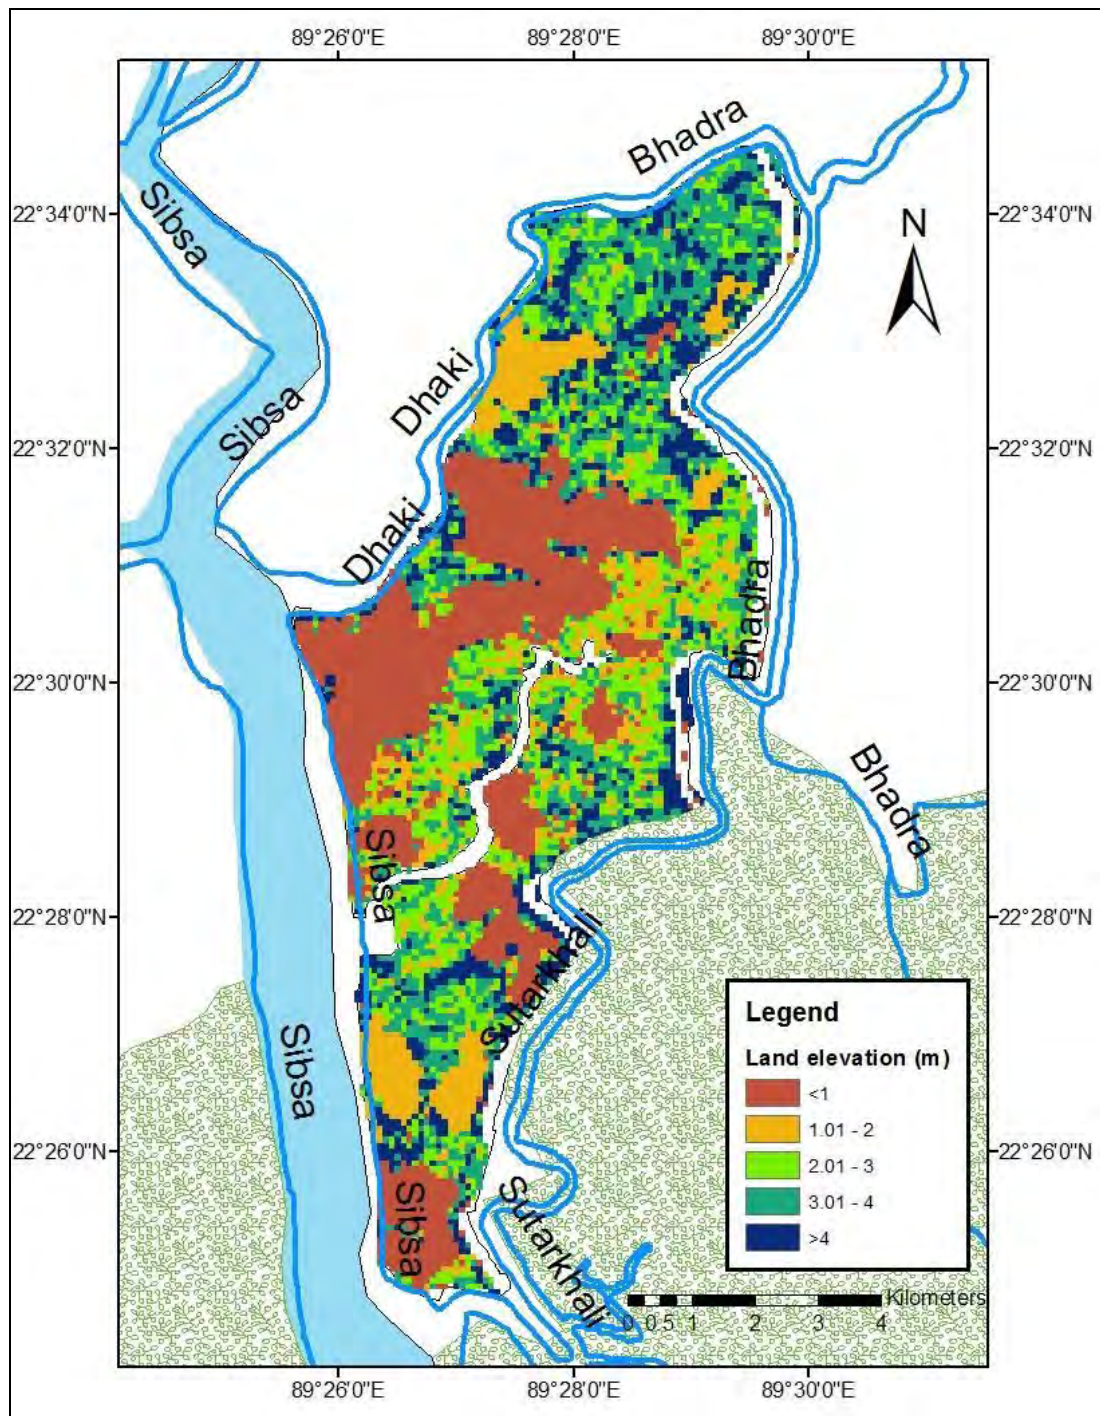 89°26'0"E 89°28'0"E 89°30'0"E
Bhadra
Sibsa
22°34'0"N 22°34'0"N
N
Dhaki
Sibsa
22°32'0"N 22°32'0"N
Dhaki
Bhadra
22°30'0"N 22°30'0"N
Bhadra
Sibsa
22°28'0"N 22°28'0"N
Sutarkhali
Sibsa
Legend
Land elevation (m)
<1
1.01 - 2
2.01 - 3
3.01 - 4
>4
22°26'0"N 22°26'0"N
Sibsa
Sutarkhali
Kilometers
0 0.5 1 2 3 4
89°26'0"E 89°28'0"E 89°30'0"E